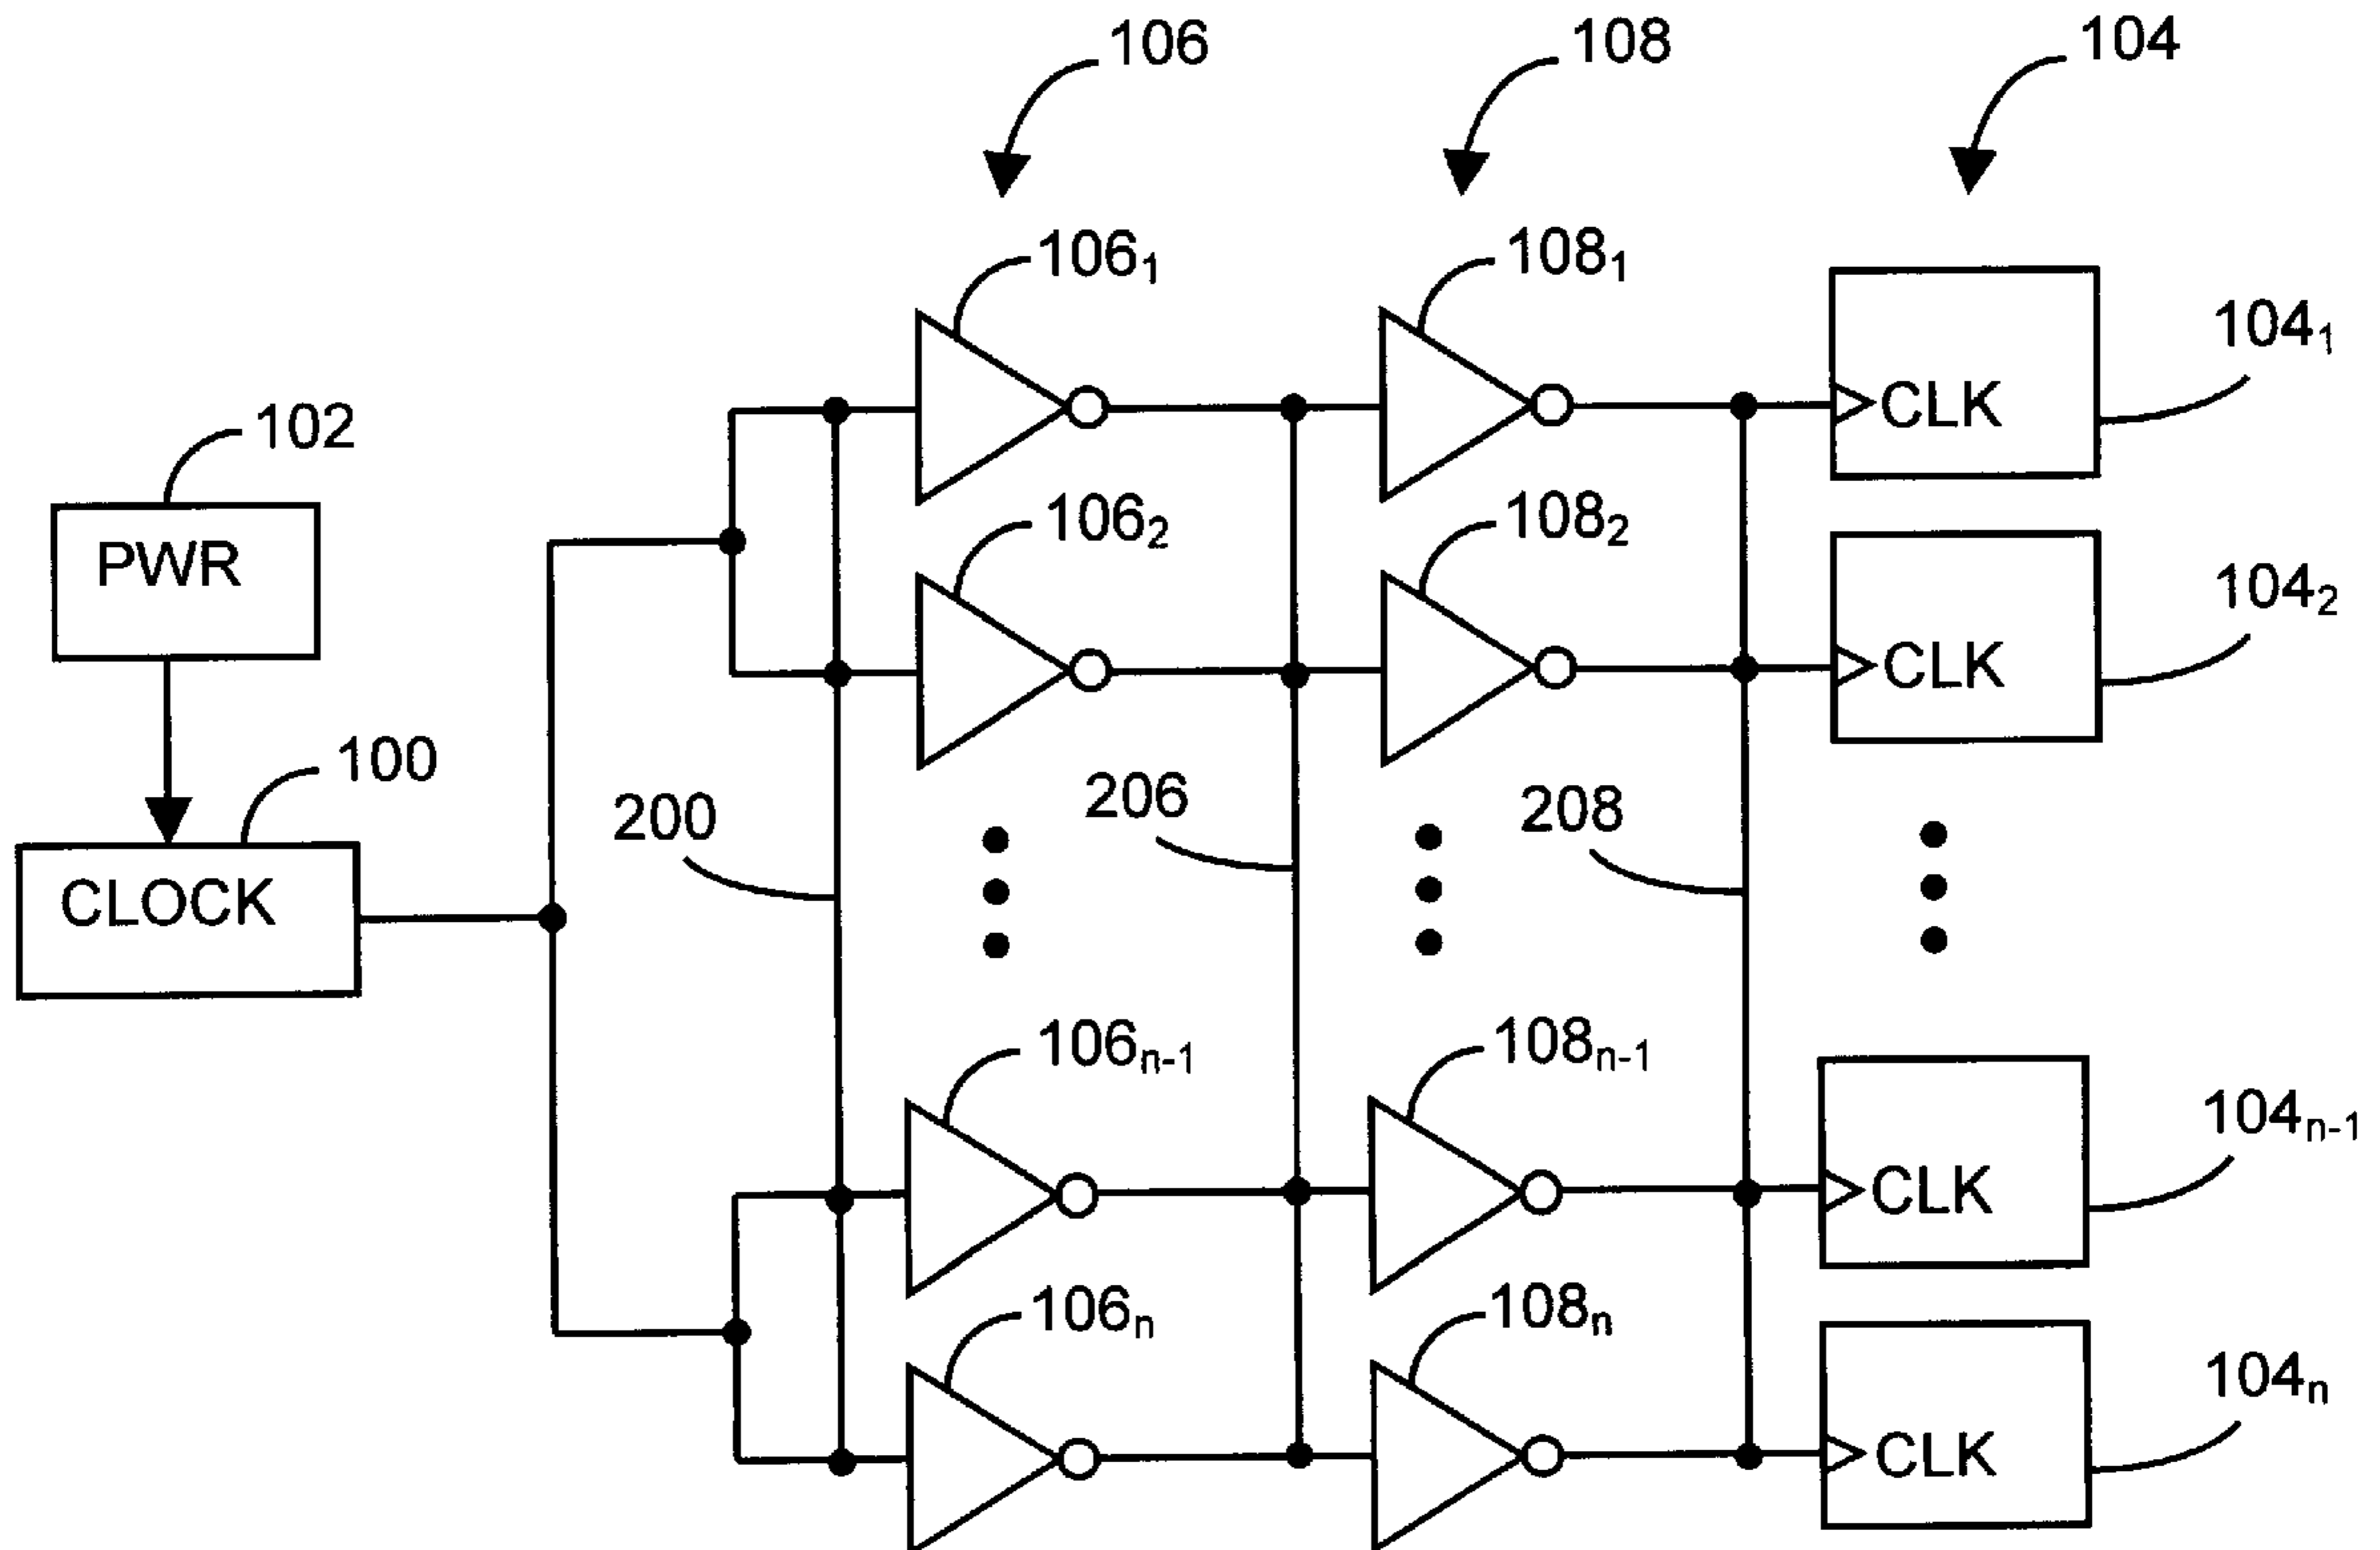 106 108 104
106₁ 108₁
104₁
CLK
102
PWR
106₂ 108₂
104₂
CLK
100
200 206 208
CLOCK
106ₙ₋₁ 108ₙ₋₁
104ₙ₋₁
CLK
106ₙ 108ₙ
104ₙ
CLK